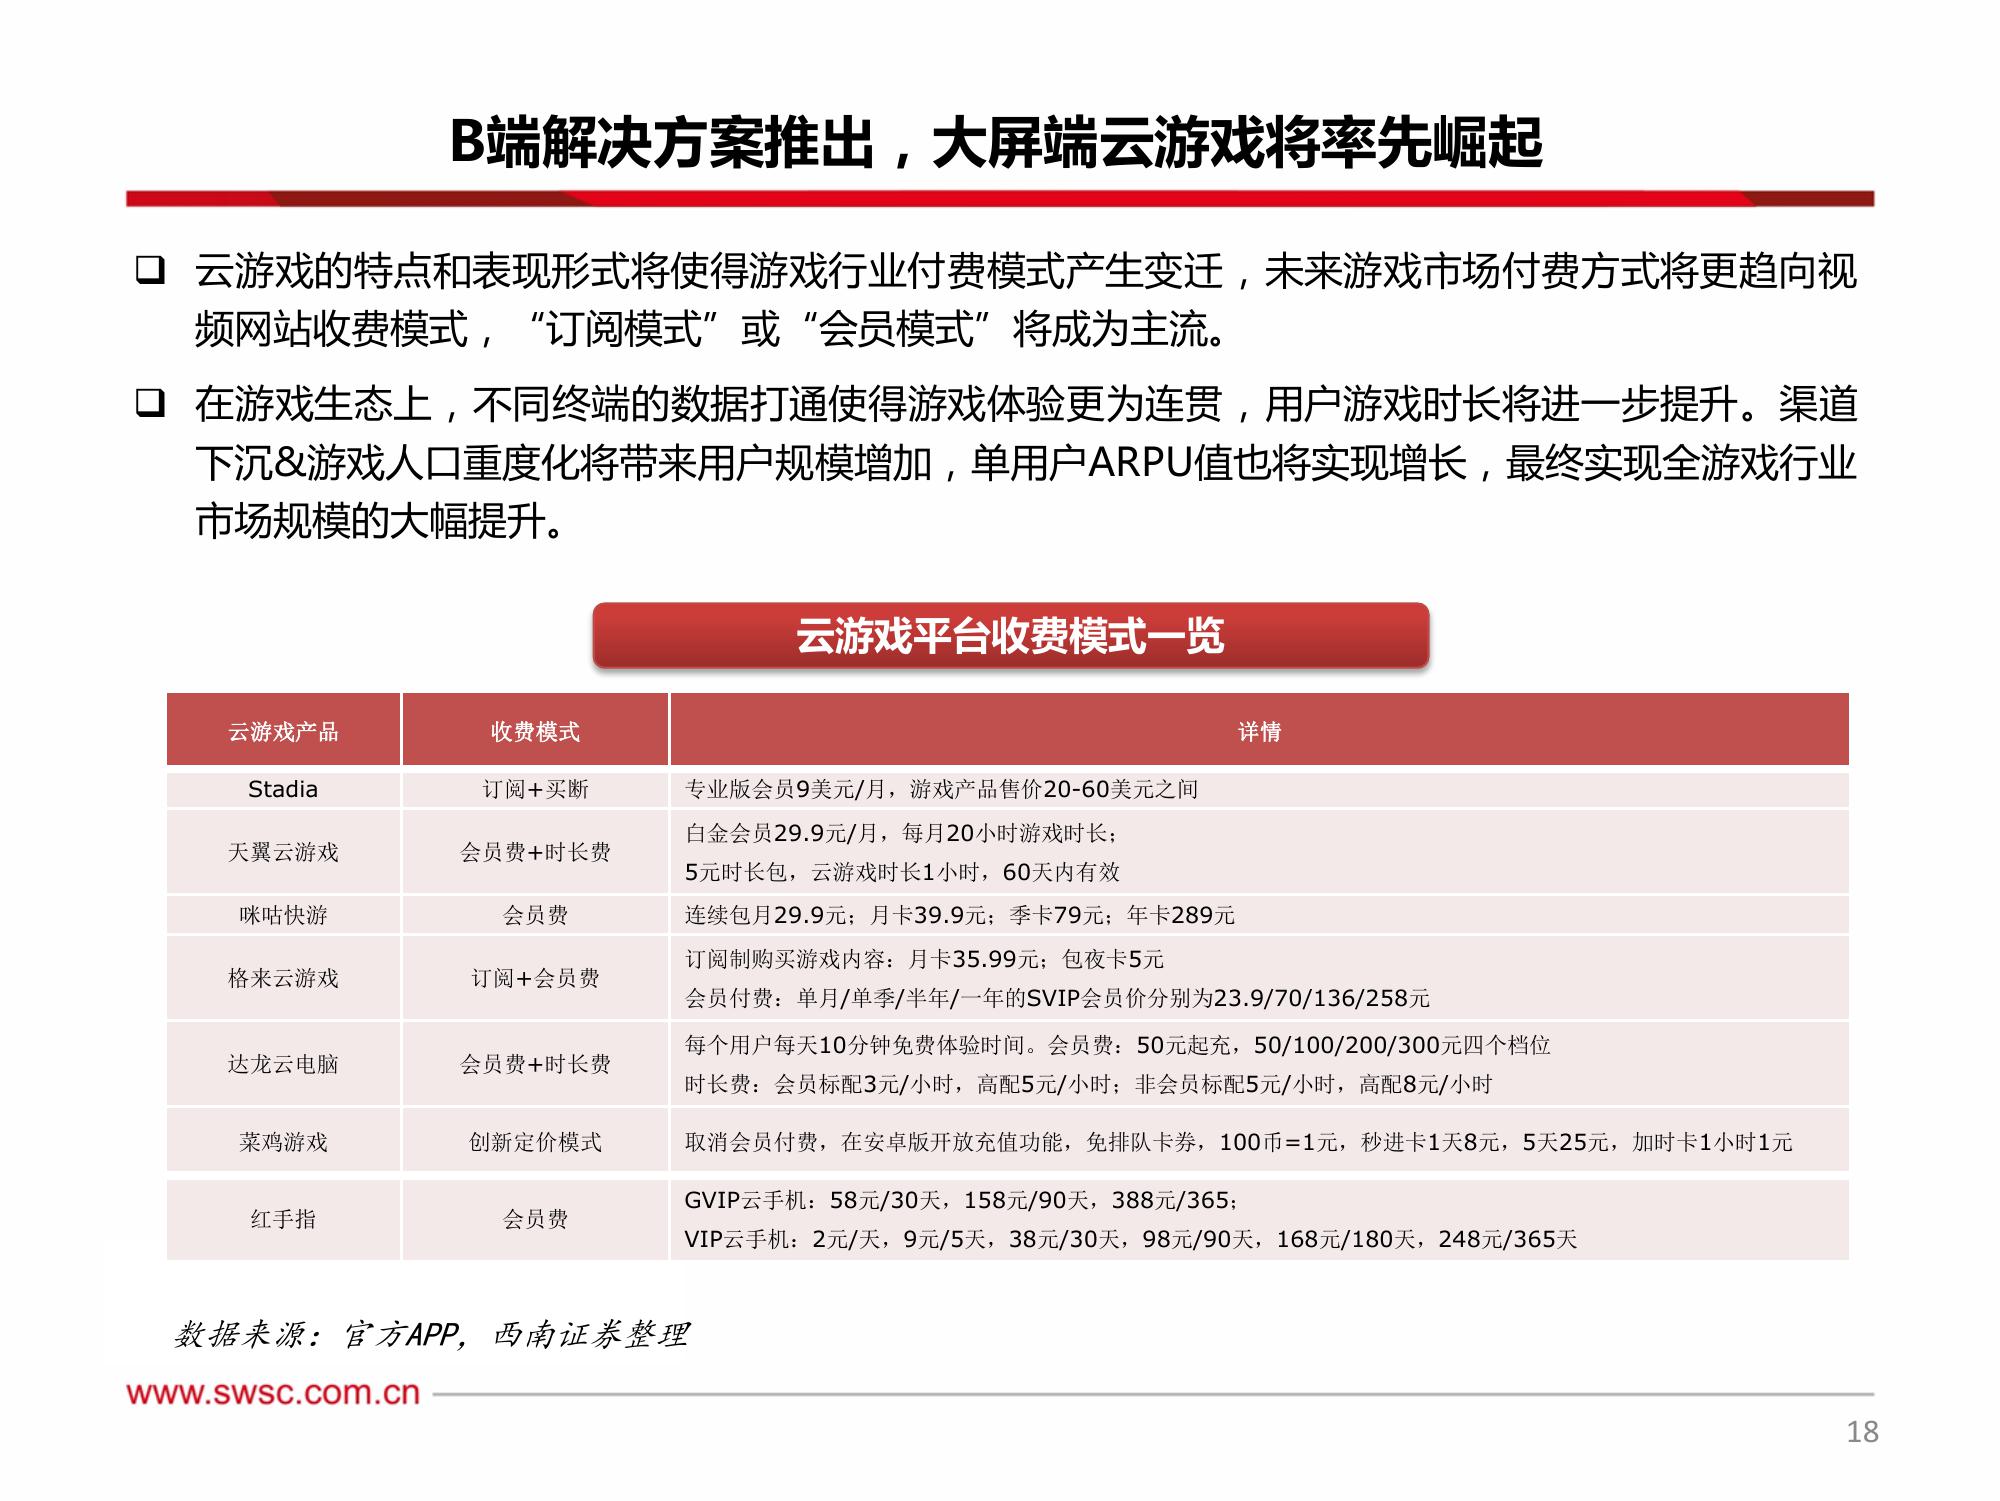 B端解决方案推出，大屏端云游戏将率先崛起
❑ 云游戏的特点和表现形式将使得游戏行业付费模式产生变迁，未来游戏市场付费方式将更趋向视
频网站收费模式，“订阅模式”或“会员模式”将成为主流。
❑ 在游戏生态上，不同终端的数据打通使得游戏体验更为连贯，用户游戏时长将进一步提升。渠道
下沉&游戏人口重度化将带来用户规模增加，单用户ARPU值也将实现增长，最终实现全游戏行业
市场规模的大幅提升。
云游戏平台收费模式一览
云游戏产品 收费模式 详情
Stadia 订阅+买断 专业版会员9美元/月，游戏产品售价20-60美元之间
天翼云游戏 会员费+时长费 白金会员29.9元/月，每月20小时游戏时长；
5元时长包，云游戏时长1小时，60天内有效
咪咕快游 会员费 连续包月29.9元；月卡39.9元；季卡79元；年卡289元
格来云游戏 订阅+会员费 订阅制购买游戏内容：月卡35.99元；包夜卡5元
会员付费：单月/单季/半年/一年的SVIP会员价分别为23.9/70/136/258元
达龙云电脑 会员费+时长费 每个用户每天10分钟免费体验时间。会员费：50元起充，50/100/200/300元四个档位
时长费：会员标配3元/小时，高配5元/小时；非会员标配5元/小时，高配8元/小时
菜鸡游戏 创新定价模式 取消会员付费，在安卓版开放充值功能，免排队卡券，100币=1元，秒进卡1天8元，5天25元，加时卡1小时1元
红手指 会员费 GVIP云手机：58元/30天，158元/90天，388元/365；
VIP云手机：2元/天，9元/5天，38元/30天，98元/90天，168元/180天，248元/365天
数据来源：官方APP，西南证券整理
www.swsc.com.cn
18